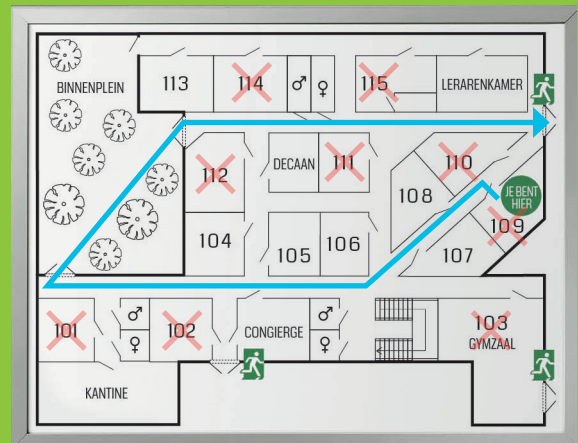 113
114
115
LERARENKAMER
BINNENPLEIN
112
DECAAN
111
110
108
JE BENT
HIER
109
104
105
106
107
101
102
CONGIERGE
103
GYMZAAL
KANTINE